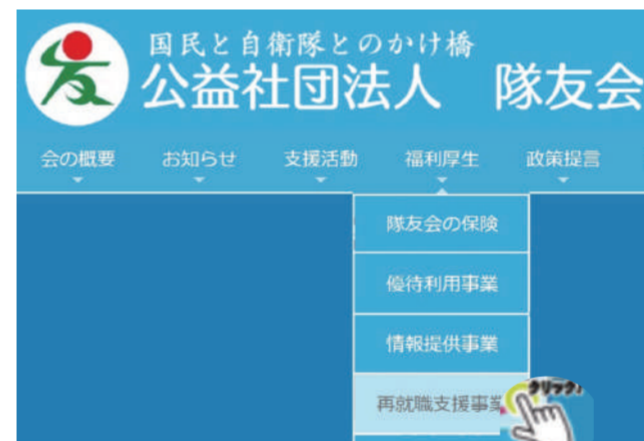 友
国民と自衛隊とのかけ橋
公益社団法人 隊友会
会の概要 お知らせ 支援活動 福利厚生 政策提言
隊友会の保険
優待利用事業
情報提供事業
再就職支援事業
クリック!